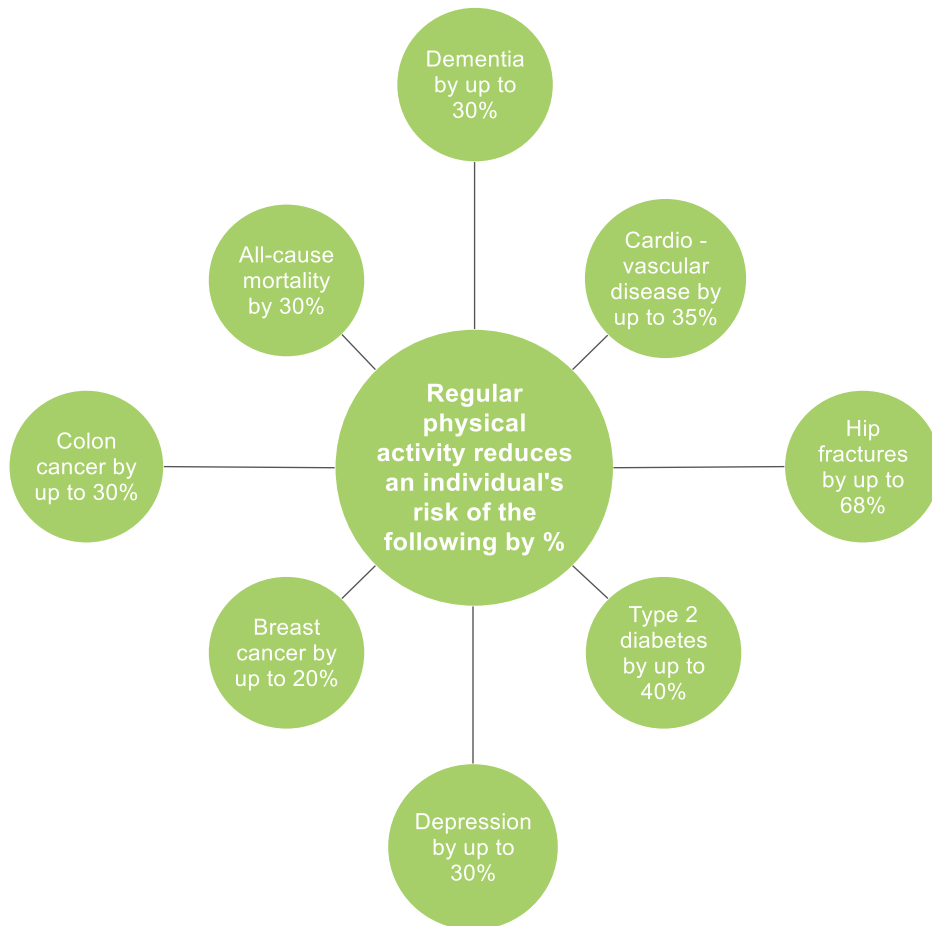 Dementia
by up to
30%
All-cause
mortality
by 30%
Cardio -
vascular
disease by
up to 35%
Regular
physical
activity reduces
an individual's
risk of the
following by %
Colon
cancer by
up to 30%
Hip
fractures
by up to
68%
Breast
cancer by
up to 20%
Type 2
diabetes
by up to
40%
Depression
by up to
30%